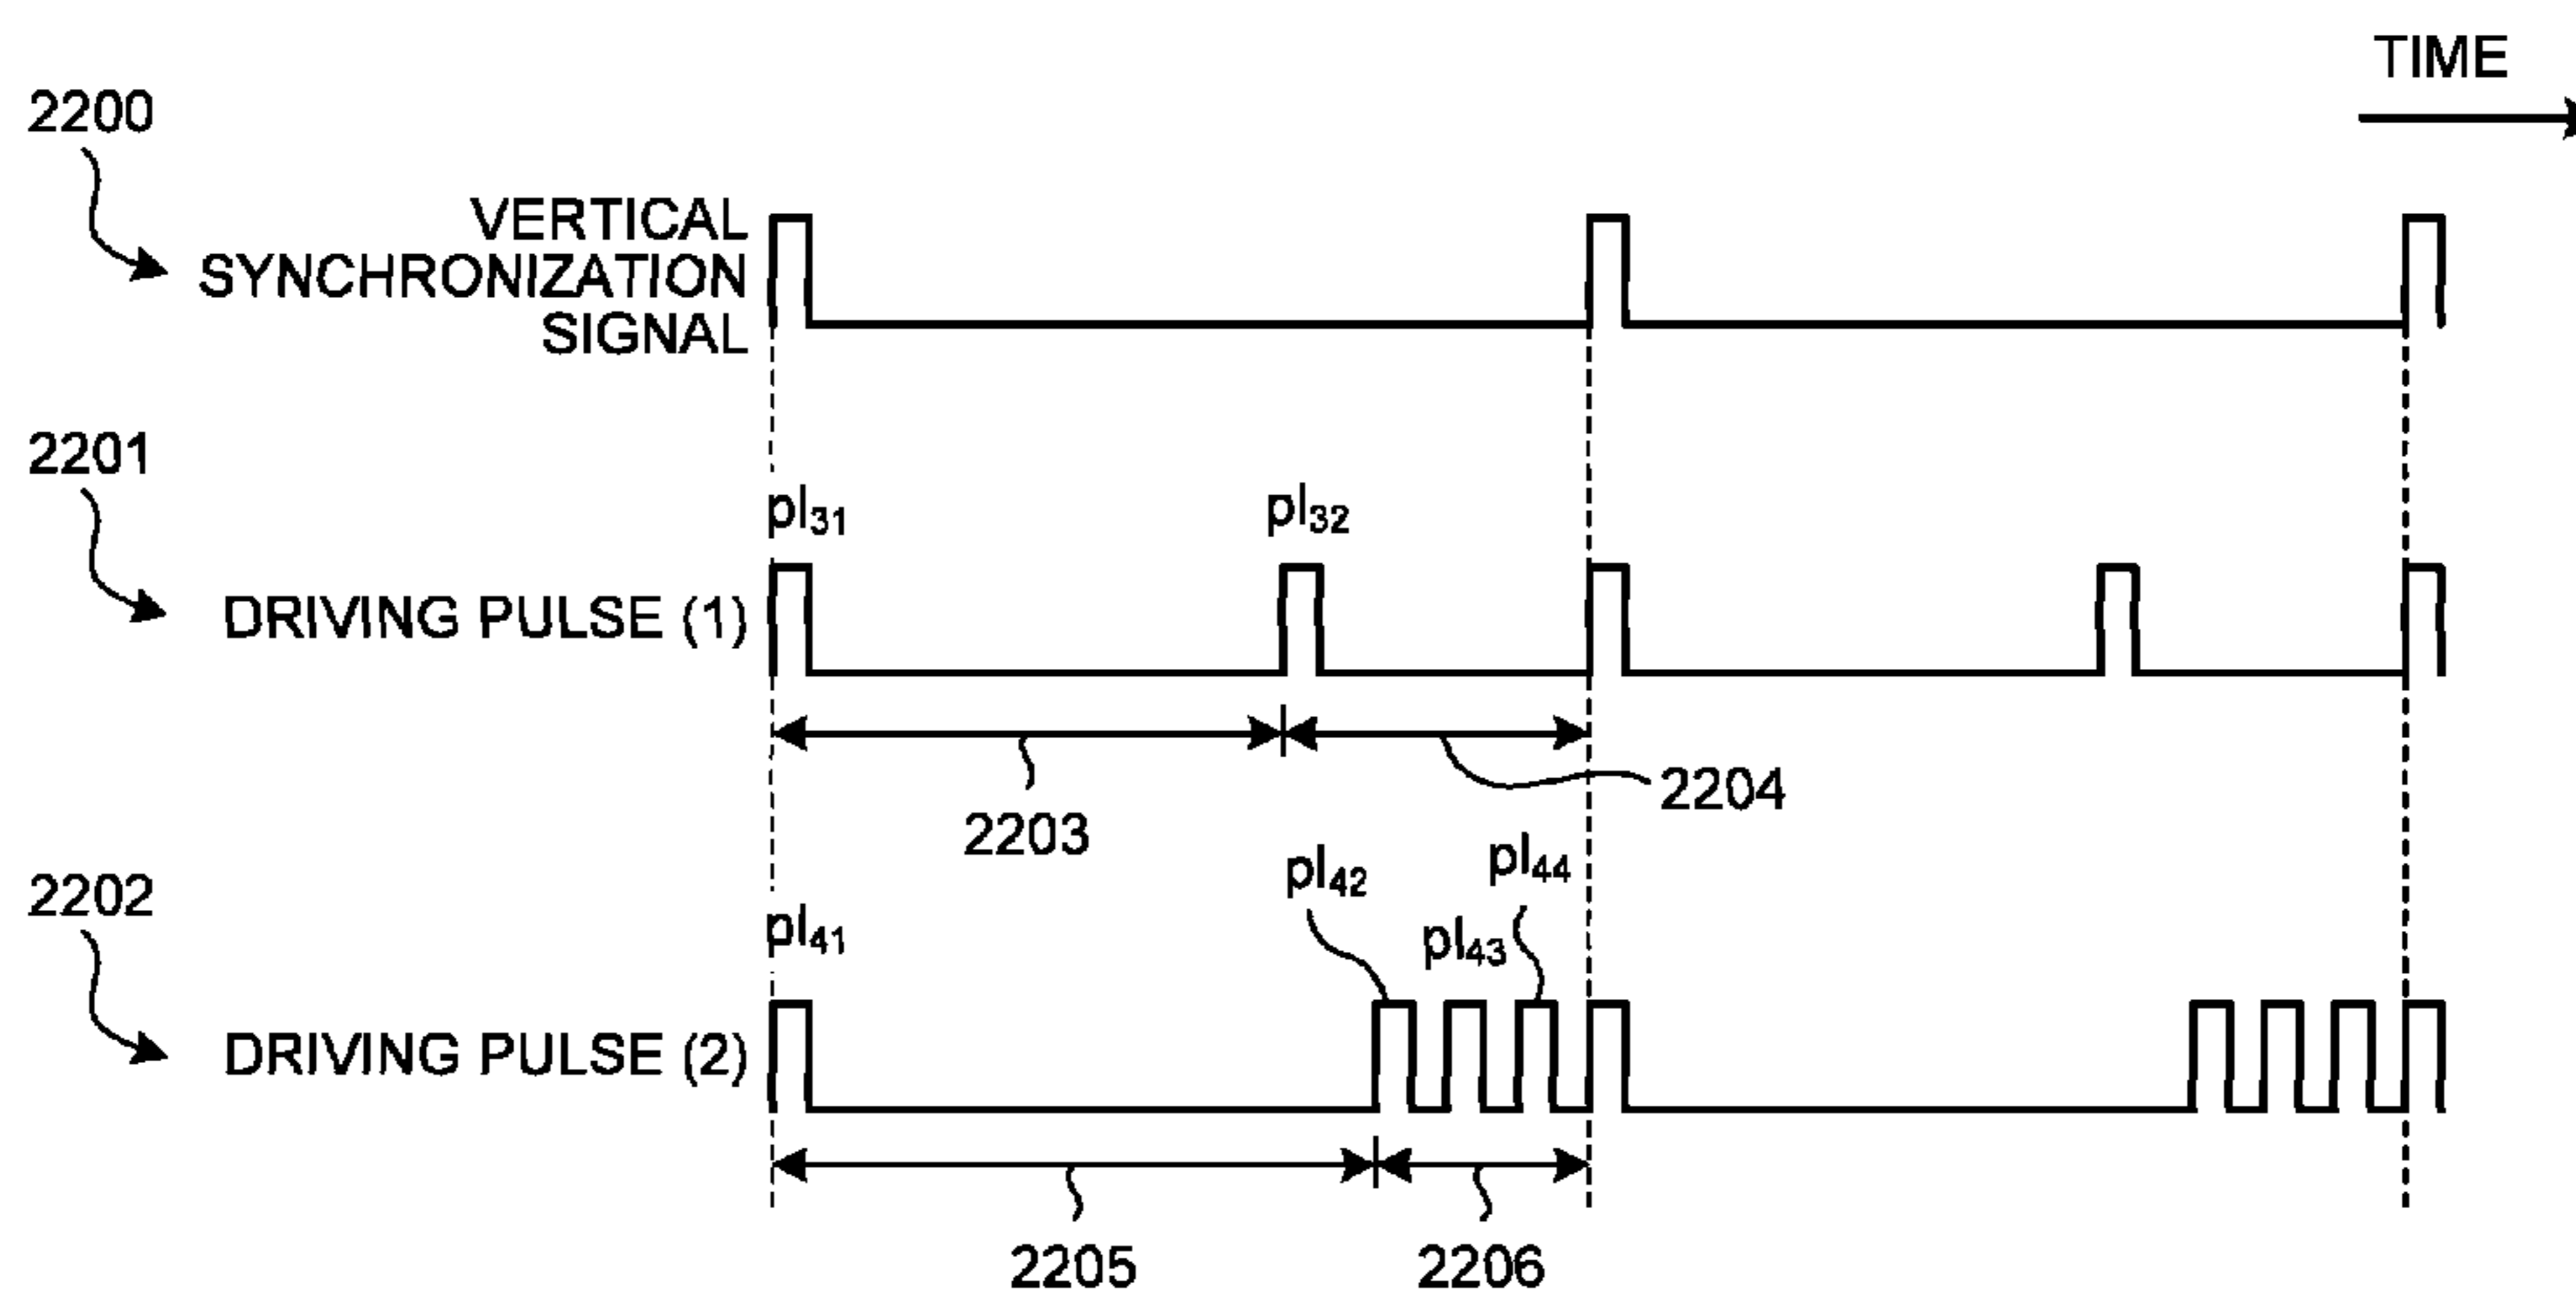 TIME
2200
VERTICAL
SYNCHRONIZATION
SIGNAL
2201
pl31
pl32
DRIVING PULSE (1)
2203
2204
2202
pl41
pl42
pl43
pl44
DRIVING PULSE (2)
2205
2206